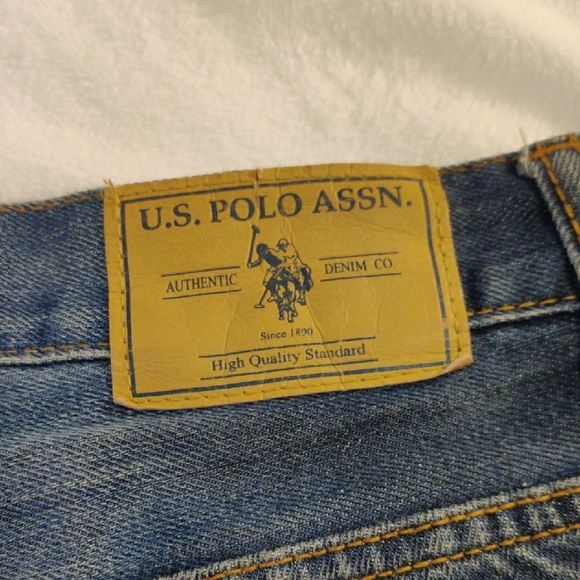 U.S. POLO ASSN.
AUTHENTIC DENIM CO.
Since 1890
High Quality Standard